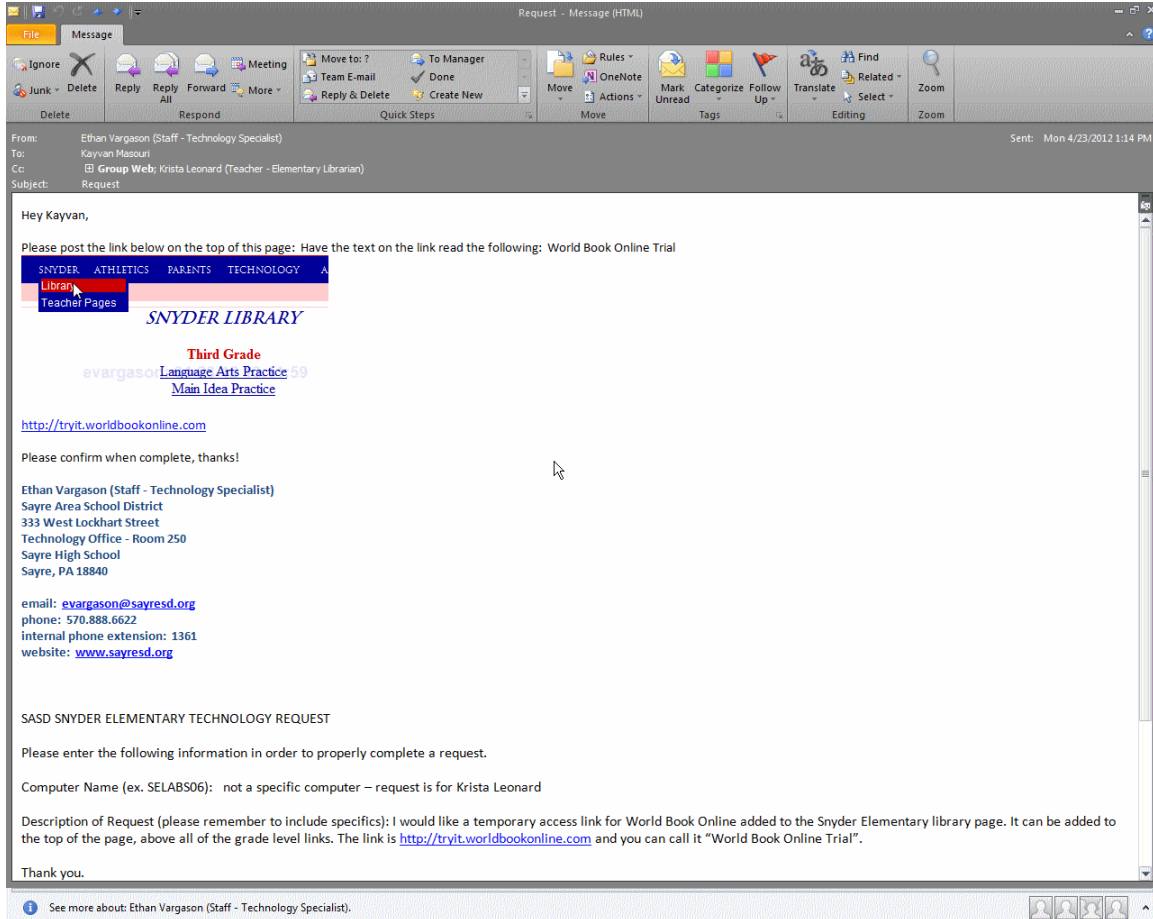 Request - Message (HTML)
File Message
Ignore
Junk
Delete
Reply
Reply All
Forward
Meeting
More
Move to: ?
Team E-mail
Reply & Delete
To Manager
Done
Create New
Move
Rules
OneNote
Actions
Mark Unread
Categorize
Follow Up
Translate
Find
Related
Select
Zoom
Delete Respond Quick Steps Move Tags Editing Zoom
From: Ethan Vargason (Staff - Technology Specialist) Sent: Mon 4/23/2012 1:14 PM
To: Kayvan Masouri
Cc: Group Web; Krista Leonard (Teacher - Elementary Librarian)
Subject: Request
Hey Kayvan,
Please post the link below on the top of this page: Have the text on the link read the following: World Book Online Trial
SNYDER ATHLETICS PARENTS TECHNOLOGY A
Library
Teacher Pages
SNYDER LIBRARY
Third Grade
Language Arts Practice
Main Idea Practice
http://tryit.worldbookonline.com
Please confirm when complete, thanks!
Ethan Vargason (Staff - Technology Specialist)
Sayre Area School District
333 West Lockhart Street
Technology Office - Room 250
Sayre High School
Sayre, PA 18840
email: evargason@sayresd.org
phone: 570.888.6622
internal phone extension: 1361
website: www.sayresd.org
SASD SNYDER ELEMENTARY TECHNOLOGY REQUEST
Please enter the following information in order to properly complete a request.
Computer Name (ex. SELABS06): not a specific computer – request is for Krista Leonard
Description of Request (please remember to include specifics): I would like a temporary access link for World Book Online added to the Snyder Elementary library page. It can be added to
the top of the page, above all of the grade level links. The link is http://tryit.worldbookonline.com and you can call it “World Book Online Trial”.
Thank you.
See more about: Ethan Vargason (Staff - Technology Specialist).